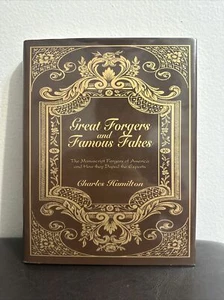 Great Forgers
and
Famous Fakes
The Manuscript Forgers of America
and How they Duped the Experts
Charles Hamilton